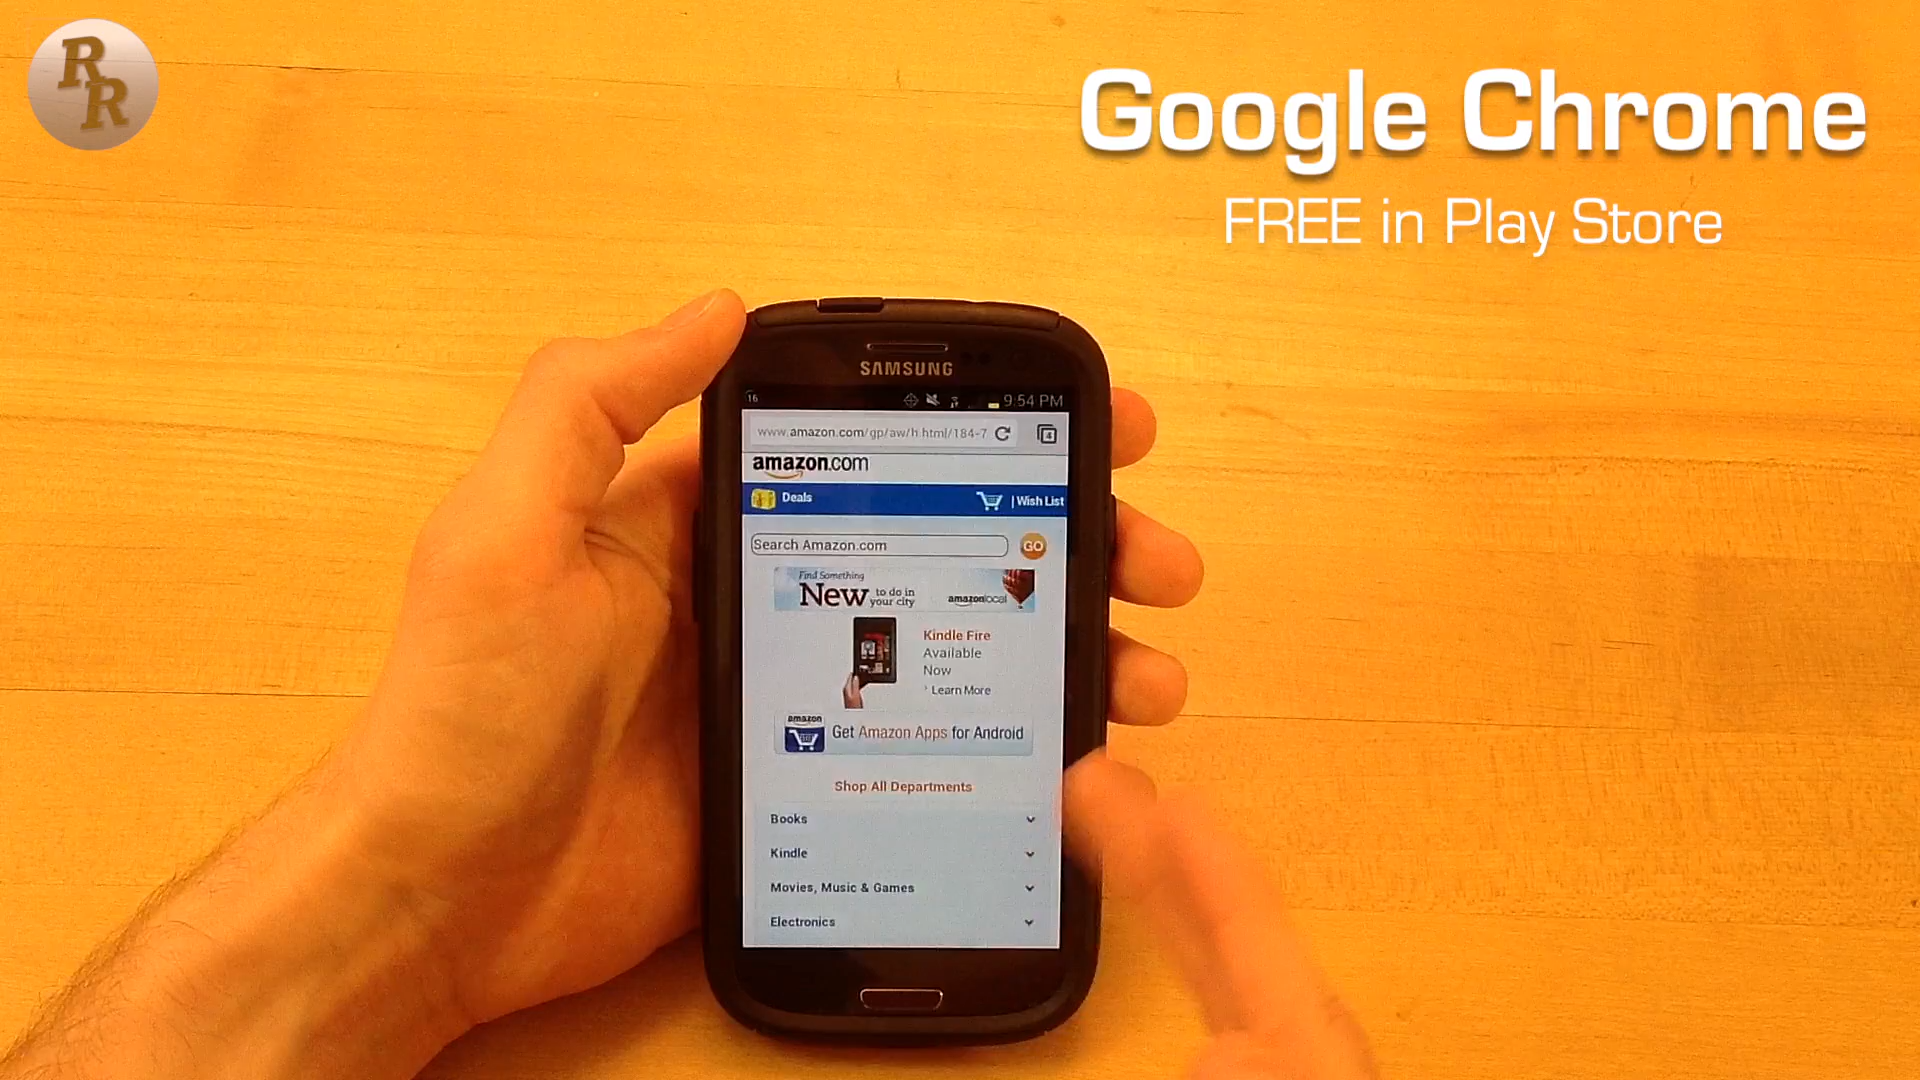 R
R
Google Chrome
FREE in Play Store
SAMSUNG
16
9:54 PM
www.amazon.com/gp/aw/h.html/184-7
4
amazon.com
Deals
| Wish List
Search Amazon.com
GO
Find Something
New to do in your city
amazonlocal
Kindle Fire
Available
Now
Learn More
amazon
Get Amazon Apps for Android
Shop All Departments
Books
Kindle
Movies, Music & Games
Electronics